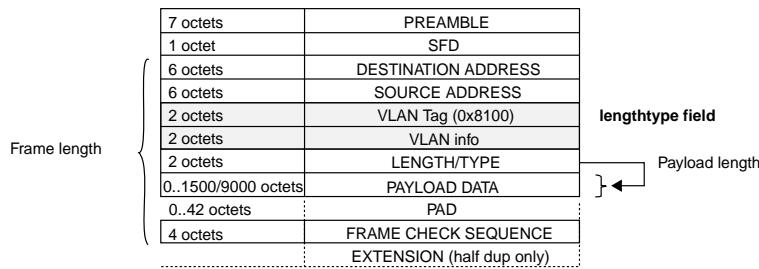 7 octets PREAMBLE
1 octet SFD
6 octets DESTINATION ADDRESS
6 octets SOURCE ADDRESS
2 octets VLAN Tag (0x8100) lengthtype field
2 octets VLAN info
Frame length
2 octets LENGTH/TYPE Payload length
0..1500/9000 octets PAYLOAD DATA
0..42 octets PAD
4 octets FRAME CHECK SEQUENCE
EXTENSION (half dup only)